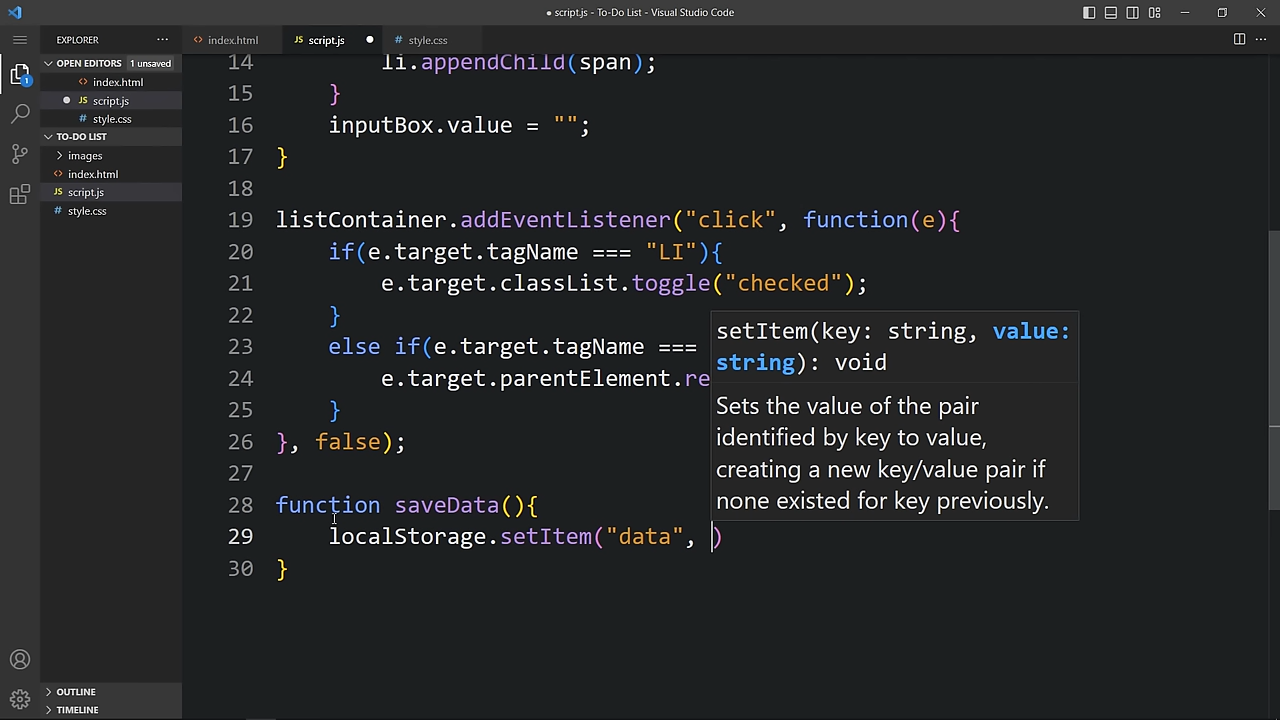 ● script.js - To-Do List - Visual Studio Code
EXPLORER
index.html
JS script.js
# style.css
OPEN EDITORS 1 unsaved
index.html
JS script.js
# style.css
TO-DO LIST
images
index.html
JS script.js
# style.css
1
14 li.appendChild(span);
15 }
16 inputBox.value = "";
17 }
18
19 listContainer.addEventListener("click", function(e){
20 if(e.target.tagName === "LI"){
21 e.target.classList.toggle("checked");
22 }
23 else if(e.target.tagName ===
24 e.target.parentElement.re
25 }
26 }, false);
27
28 function saveData(){
29 localStorage.setItem("data", )
30 }
setItem(key: string, value:
string): void
Sets the value of the pair
identified by key to value,
creating a new key/value pair if
none existed for key previously.
OUTLINE
TIMELINE